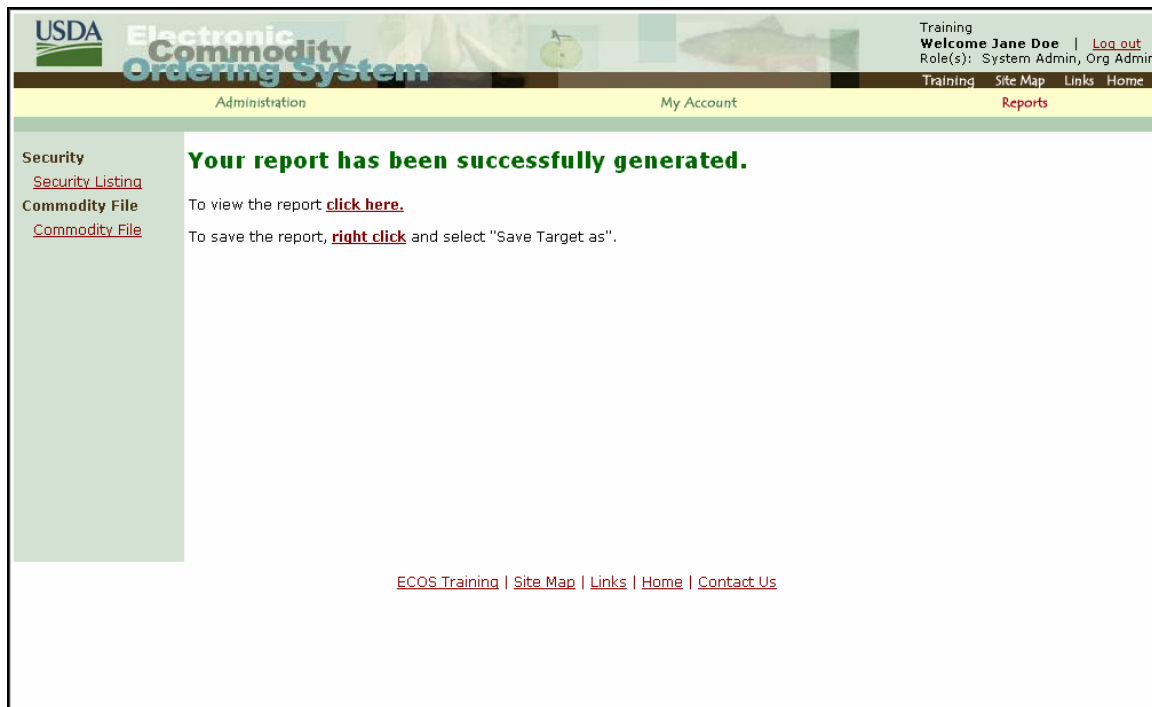 USDA
Electronic
Commodity
Ordering System
Training
Welcome Jane Doe | Log out
Role(s): System Admin, Org Admin
Training Site Map Links Home
Administration My Account Reports
Security
Security Listing
Commodity File
Commodity File
Your report has been successfully generated.
To view the report click here.
To save the report, right click and select "Save Target as".
ECOS Training | Site Map | Links | Home | Contact Us